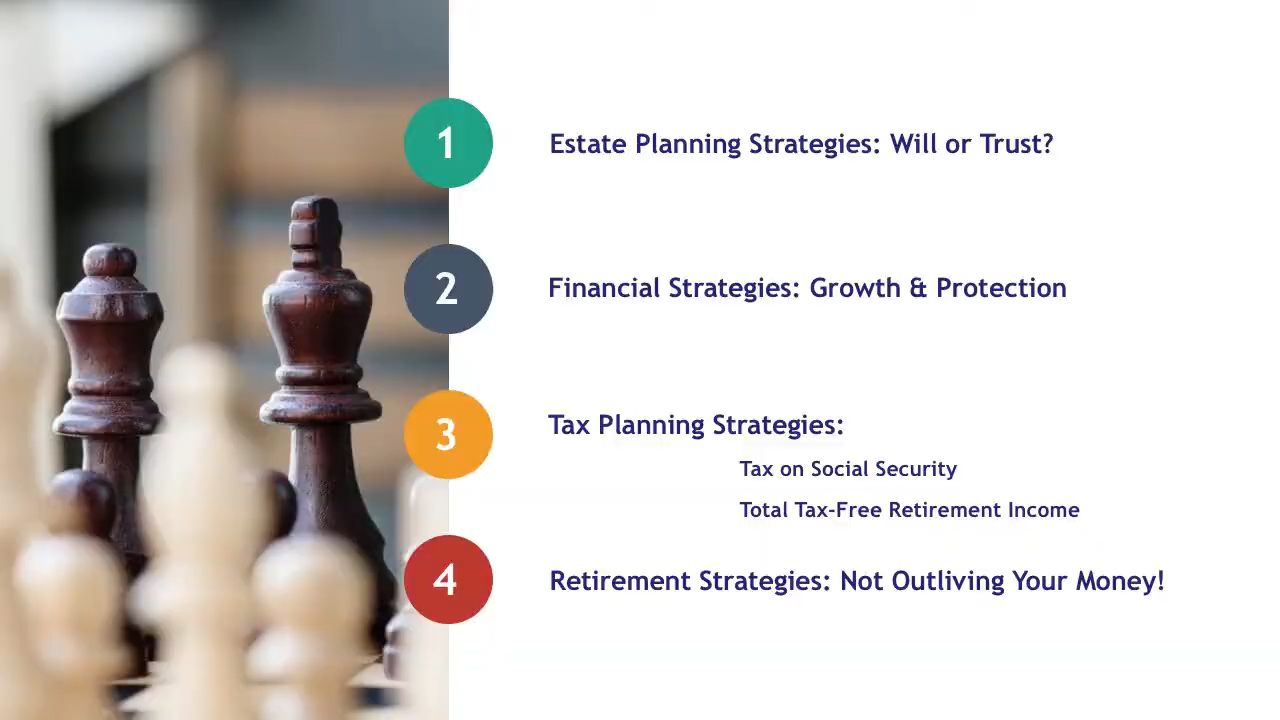 1
Estate Planning Strategies: Will or Trust?
2
Financial Strategies: Growth & Protection
3
Tax Planning Strategies:
Tax on Social Security
Total Tax-Free Retirement Income
4
Retirement Strategies: Not Outliving Your Money!